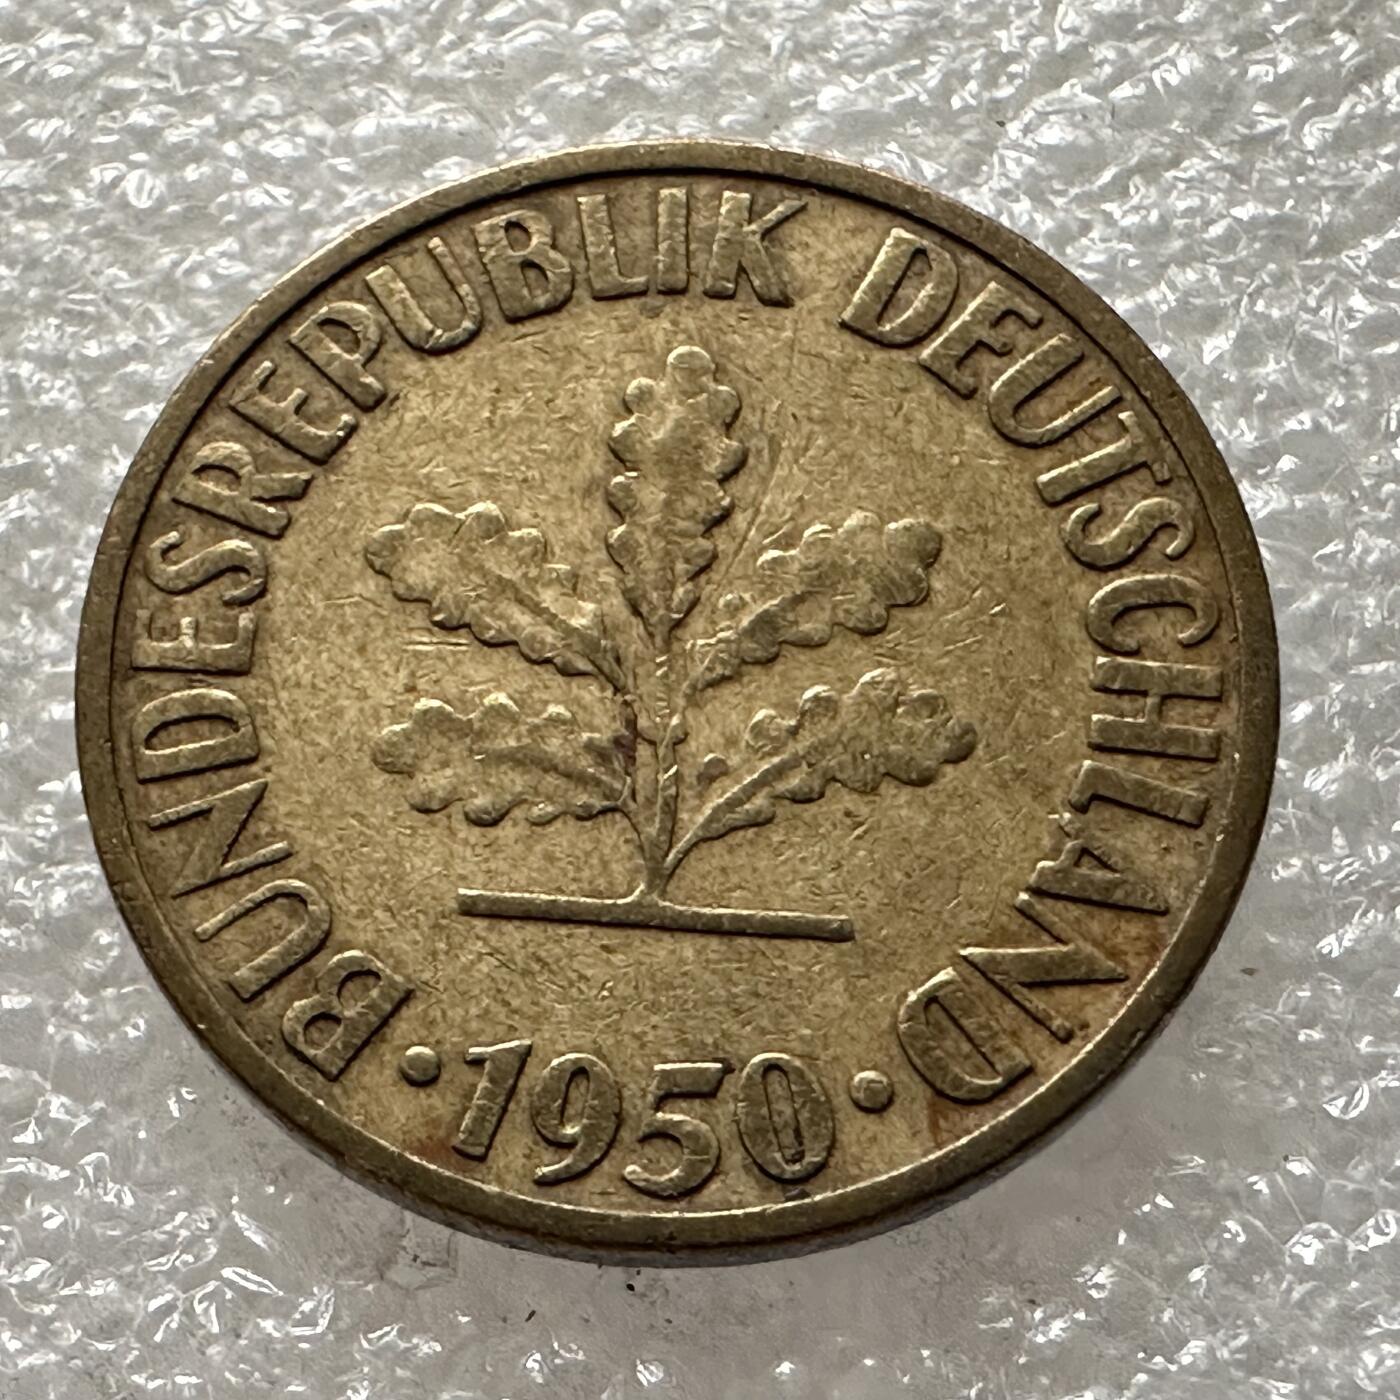 BUNDESREPUBLIK DEUTSCHLAND
• 1950 •